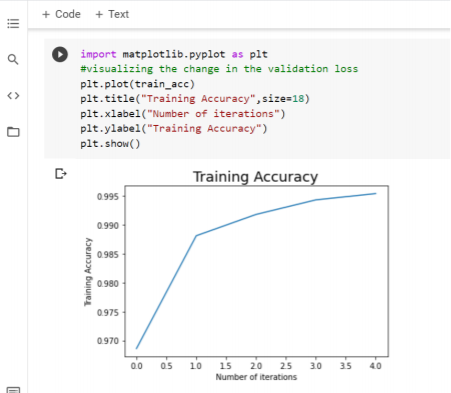 + Code + Text
import matplotlib.pyplot as plt
#visualizing the change in the validation loss
plt.plot(train_acc)
plt.title("Training Accuracy",size=18)
plt.xlabel("Number of iterations")
plt.ylabel("Training Accuracy")
plt.show()
Training Accuracy
0.995
0.990
0.985
0.980
0.975
0.970
Training Accuracy
0.0 0.5 1.0 1.5 2.0 2.5 3.0 3.5 4.0
Number of iterations